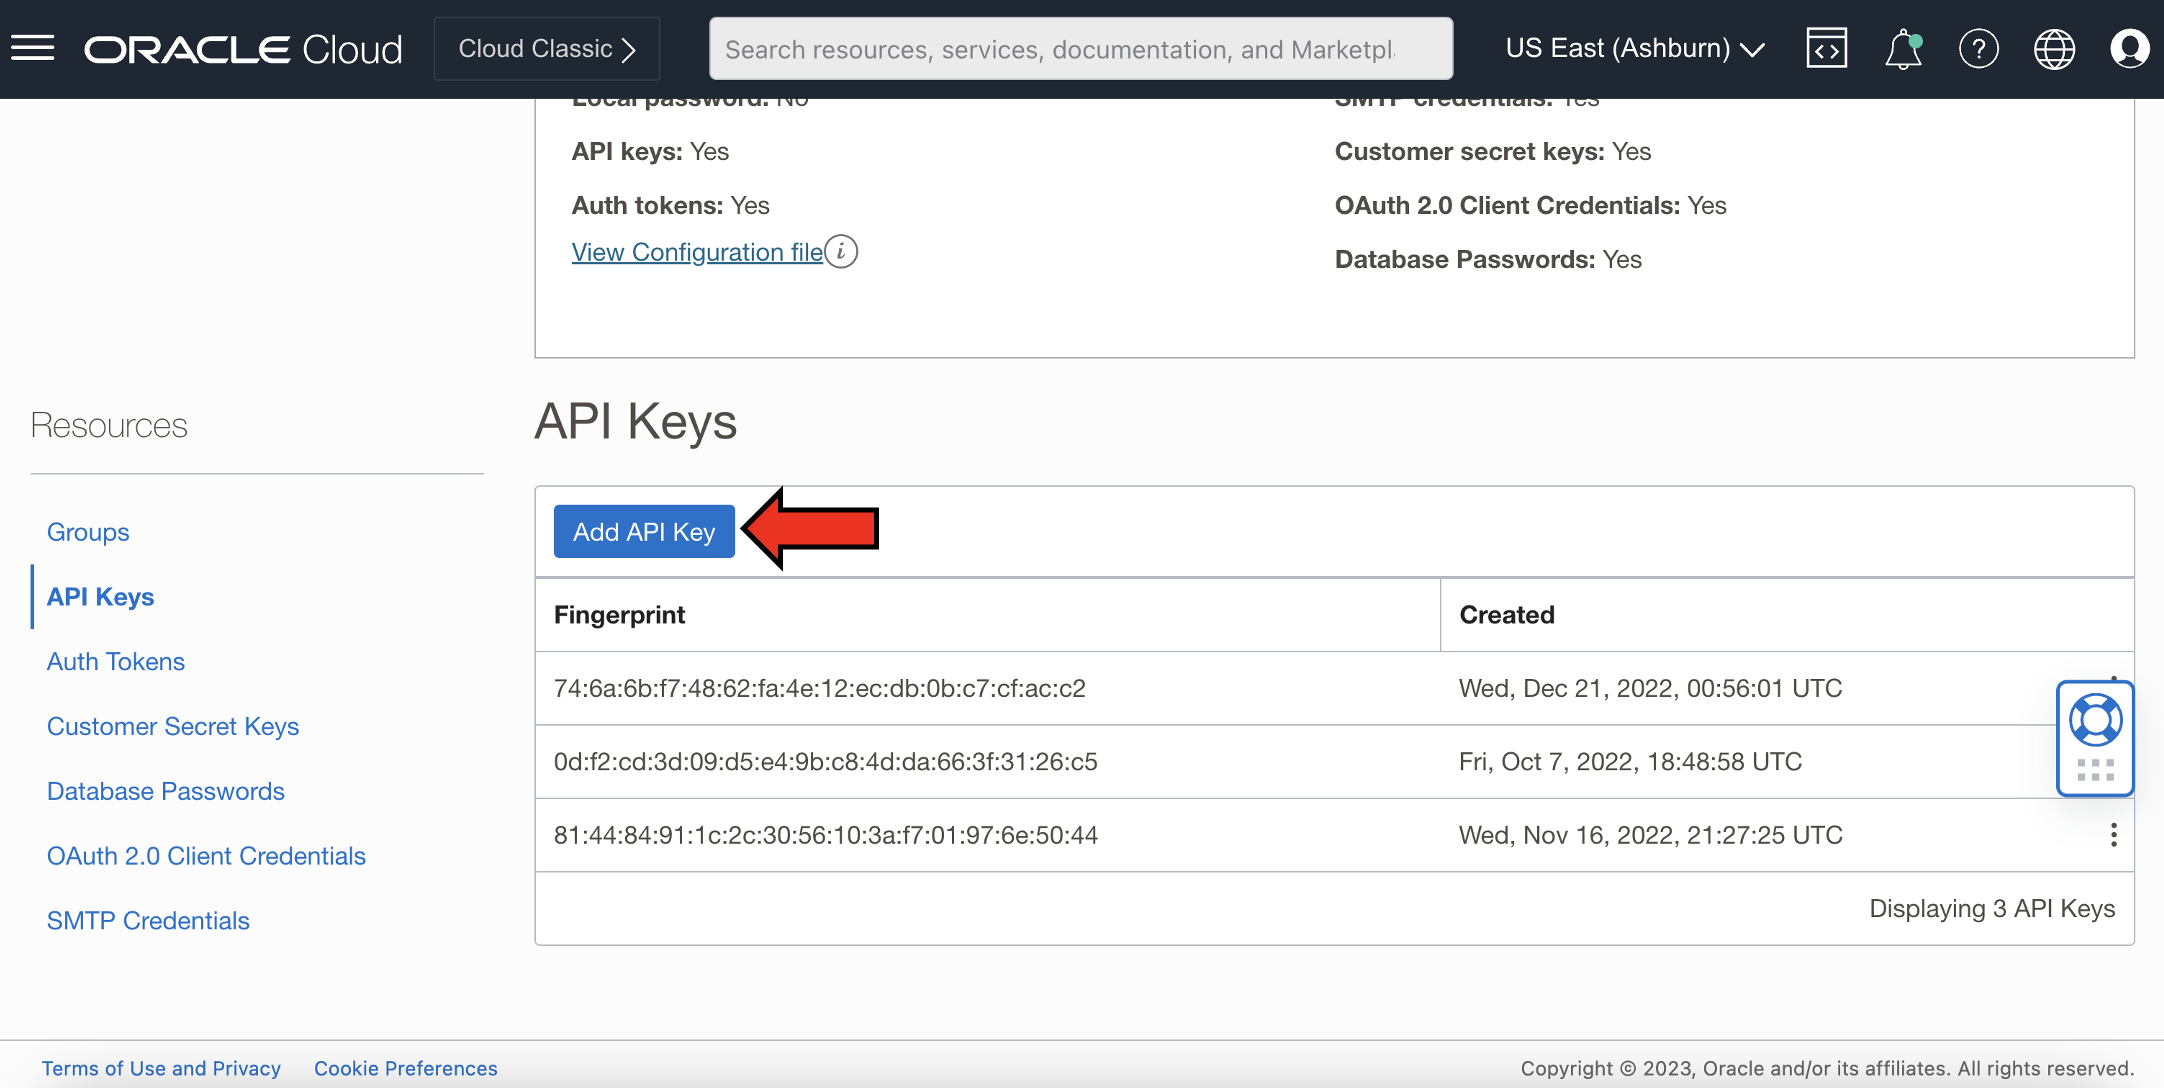 ORACLE Cloud
Cloud Classic
Search resources, services, documentation, and Marketpl
US East (Ashburn)
Local password: No
SMTP credentials: Yes
API keys: Yes
Customer secret keys: Yes
Auth tokens: Yes
OAuth 2.0 Client Credentials: Yes
View Configuration file
Database Passwords: Yes
Resources
Groups
API Keys
Auth Tokens
Customer Secret Keys
Database Passwords
OAuth 2.0 Client Credentials
SMTP Credentials
API Keys
Add API Key
Fingerprint Created
74:6a:6b:f7:48:62:fa:4e:12:ec:db:0b:c7:cf:ac:c2 Wed, Dec 21, 2022, 00:56:01 UTC
0d:f2:cd:3d:09:d5:e4:9b:c8:4d:da:66:3f:31:26:c5 Fri, Oct 7, 2022, 18:48:58 UTC
81:44:84:91:1c:2c:30:56:10:3a:f7:01:97:6e:50:44 Wed, Nov 16, 2022, 21:27:25 UTC
Displaying 3 API Keys
Terms of Use and Privacy Cookie Preferences
Copyright © 2023, Oracle and/or its affiliates. All rights reserved.